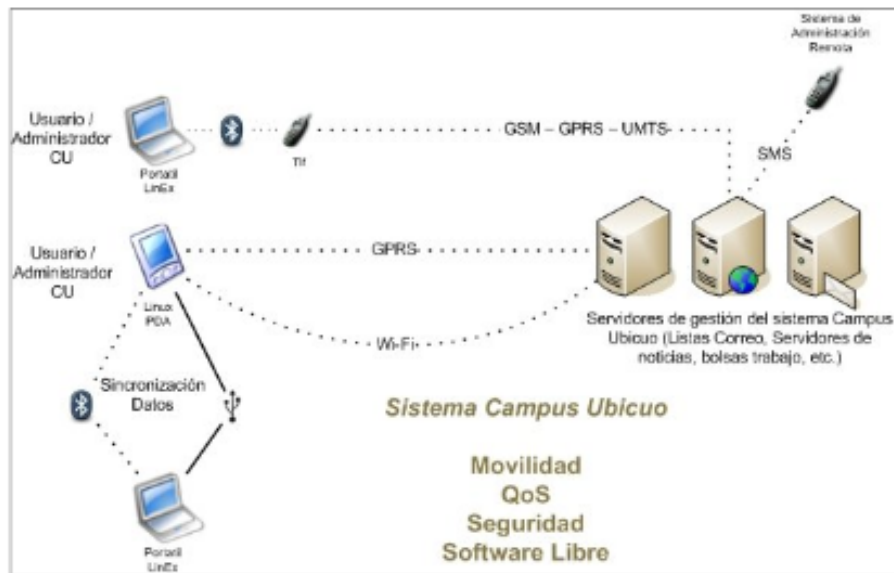 Sistema de
Administración
Remota
Usuario /
Administrador
CU
Portatil
LinEx
Tlf
GSM – GPRS – UMTS
SMS
Usuario /
Administrador
CU
Linux
PDA
GPRS
Wi-Fi
Servidores de gestión del sistema Campus
Ubicuo (Listas Correo, Servidores de
noticias, bolsas trabajo, etc.)
Sincronización
Datos
Portatil
LinEx
Sistema Campus Ubicuo
Movilidad
QoS
Seguridad
Software Libre